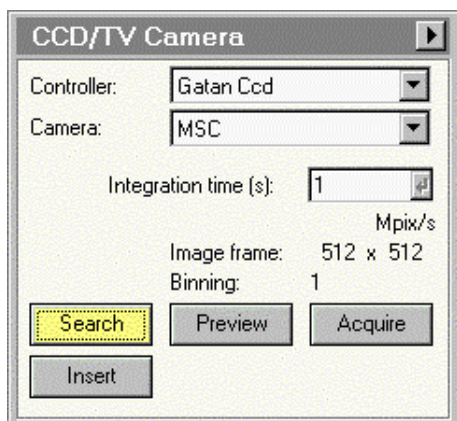 CCD/TV Camera
Controller: Gatan Ccd
Camera: MSC
Integration time (s): 1
Mpix/s
Image frame: 512 x 512
Binning: 1
Search Preview Acquire
Insert